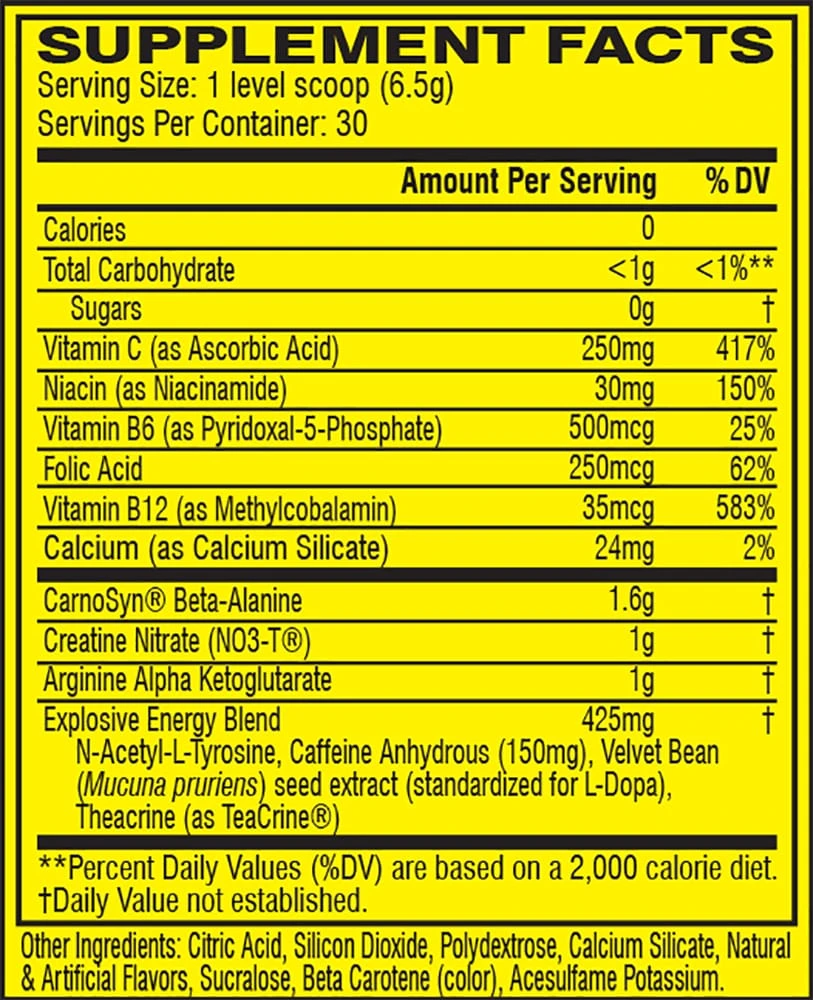 SUPPLEMENT FACTS
Serving Size: 1 level scoop (6.5g)
Servings Per Container: 30
Amount Per Serving % DV
Calories 0
Total Carbohydrate <1g <1%**
Sugars 0g †
Vitamin C (as Ascorbic Acid) 250mg 417%
Niacin (as Niacinamide) 30mg 150%
Vitamin B6 (as Pyridoxal-5-Phosphate) 500mcg 25%
Folic Acid 250mcg 62%
Vitamin B12 (as Methylcobalamin) 35mcg 583%
Calcium (as Calcium Silicate) 24mg 2%
CarnoSyn® Beta-Alanine 1.6g †
Creatine Nitrate (NO3-T®) 1g †
Arginine Alpha Ketoglutarate 1g †
Explosive Energy Blend 425mg †
N-Acetyl-L-Tyrosine, Caffeine Anhydrous (150mg), Velvet Bean
(Mucuna pruriens) seed extract (standardized for L-Dopa),
Theacrine (as TeaCrine®)
**Percent Daily Values (%DV) are based on a 2,000 calorie diet.
†Daily Value not established.
Other Ingredients: Citric Acid, Silicon Dioxide, Polydextrose, Calcium Silicate, Natural
& Artificial Flavors, Sucralose, Beta Carotene (color), Acesulfame Potassium.